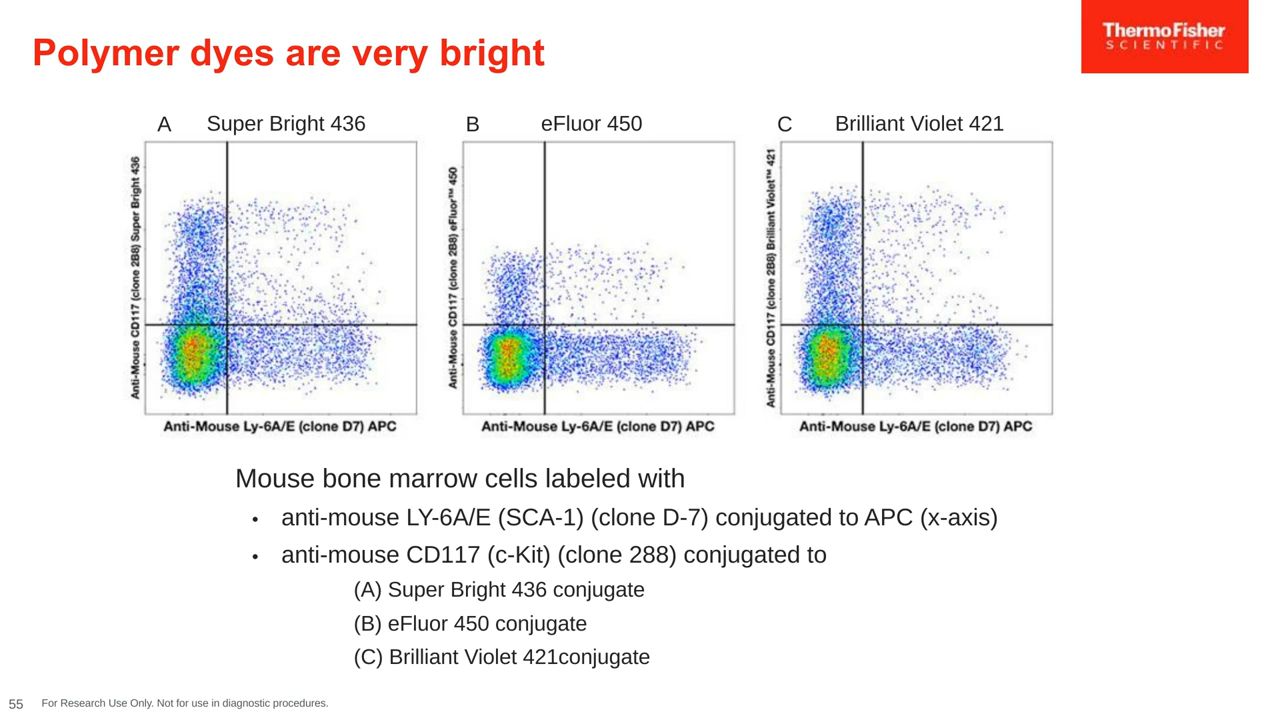 Polymer dyes are very bright
ThermoFisher
SCIENTIFIC
A Super Bright 436
B eFluor 450
C Brilliant Violet 421
Anti-Mouse CD117 (clone 2B8) Super Bright 436
Anti-Mouse CD117 (clone 2B8) eFluor™ 450
Anti-Mouse CD117 (clone 2B8) Brilliant Violet™ 421
Anti-Mouse Ly-6A/E (clone D7) APC
Anti-Mouse Ly-6A/E (clone D7) APC
Anti-Mouse Ly-6A/E (clone D7) APC
Mouse bone marrow cells labeled with
• anti-mouse LY-6A/E (SCA-1) (clone D-7) conjugated to APC (x-axis)
• anti-mouse CD117 (c-Kit) (clone 288) conjugated to
(A) Super Bright 436 conjugate
(B) eFluor 450 conjugate
(C) Brilliant Violet 421conjugate
55 For Research Use Only. Not for use in diagnostic procedures.